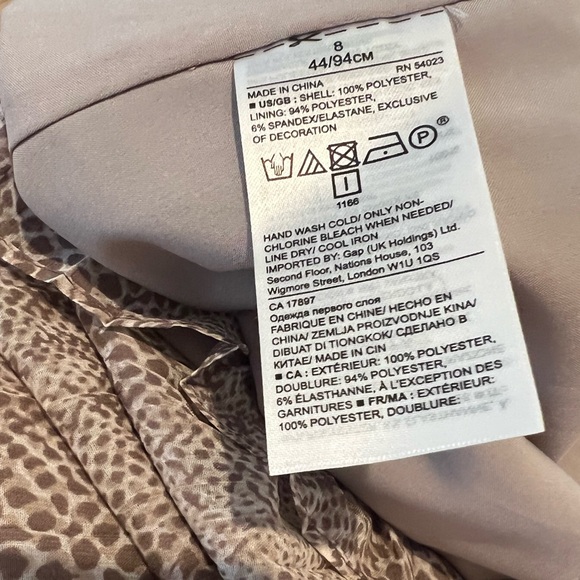 8
44/94CM
MADE IN CHINA RN 54023
■ US/GB : SHELL: 100% POLYESTER,
LINING: 94% POLYESTER,
6% SPANDEX/ELASTANE, EXCLUSIVE
OF DECORATION
P®
I
1166
HAND WASH COLD/ ONLY NON-
CHLORINE BLEACH WHEN NEEDED/
LINE DRY/ COOL IRON
IMPORTED BY: Gap (UK Holdings) Ltd.
Second Floor, Nations House, 103
Wigmore Street, London W1U 1QS
CA 17897
Одежда первого слоя
FABRIQUÉ EN CHINE/ HECHO EN
CHINA/ ZEMLJA PROIZVODNJE KINA/
DIBUAT DI TIONGKOK/ СДЕЛАНО В
КИТАЕ/ MADE IN CIN
■ CA : EXTÉRIEUR: 100% POLYESTER,
DOUBLURE: 94% POLYESTER,
6% ÉLASTHANNE, À L'EXCEPTION DES
GARNITURES ■ FR/MA : EXTÉRIEUR:
100% POLYESTER, DOUBLURE: